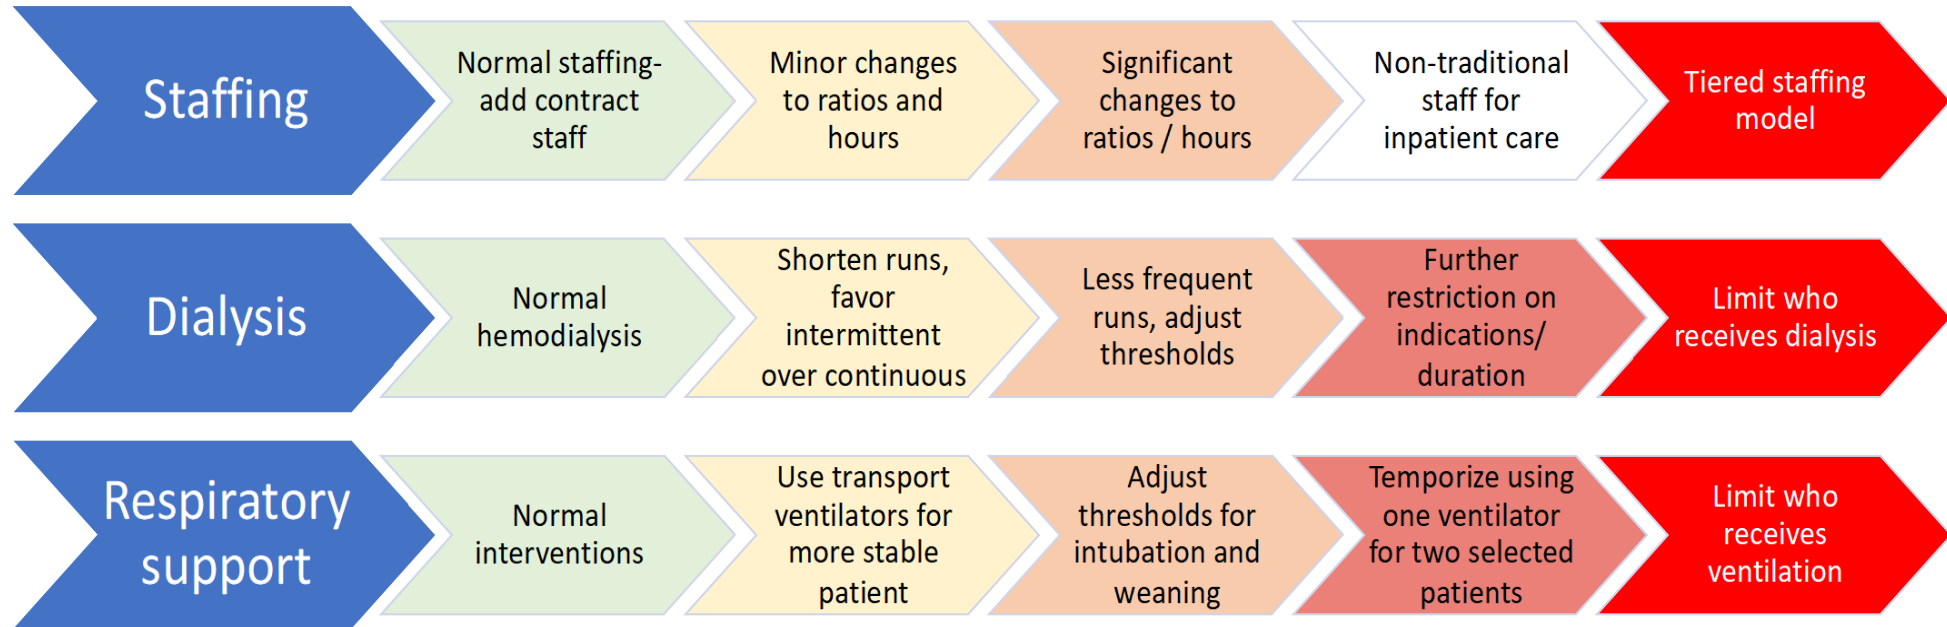 Staffing
Normal staffing-
add contract
staff
Minor changes
to ratios and
hours
Significant
changes to
ratios / hours
Non-traditional
staff for
inpatient care
Tiered staffing
model
Dialysis
Normal
hemodialysis
Shorten runs,
favor
intermittent
over continuous
Less frequent
runs, adjust
thresholds
Further
restriction on
indications/
duration
Limit who
receives dialysis
Respiratory
support
Normal
interventions
Use transport
ventilators for
more stable
patient
Adjust
thresholds for
intubation and
weaning
Temporize using
one ventilator
for two selected
patients
Limit who
receives
ventilation